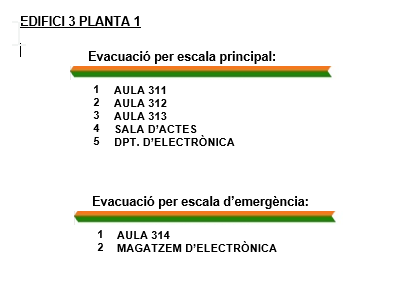 EDIFICI 3 PLANTA 1
Evacuació per escala principal:
1 AULA 311
2 AULA 312
3 AULA 313
4 SALA D'ACTES
5 DPT. D'ELECTRÒNICA
Evacuació per escala d'emergència:
1 AULA 314
2 MAGATZEM D'ELECTRÒNICA